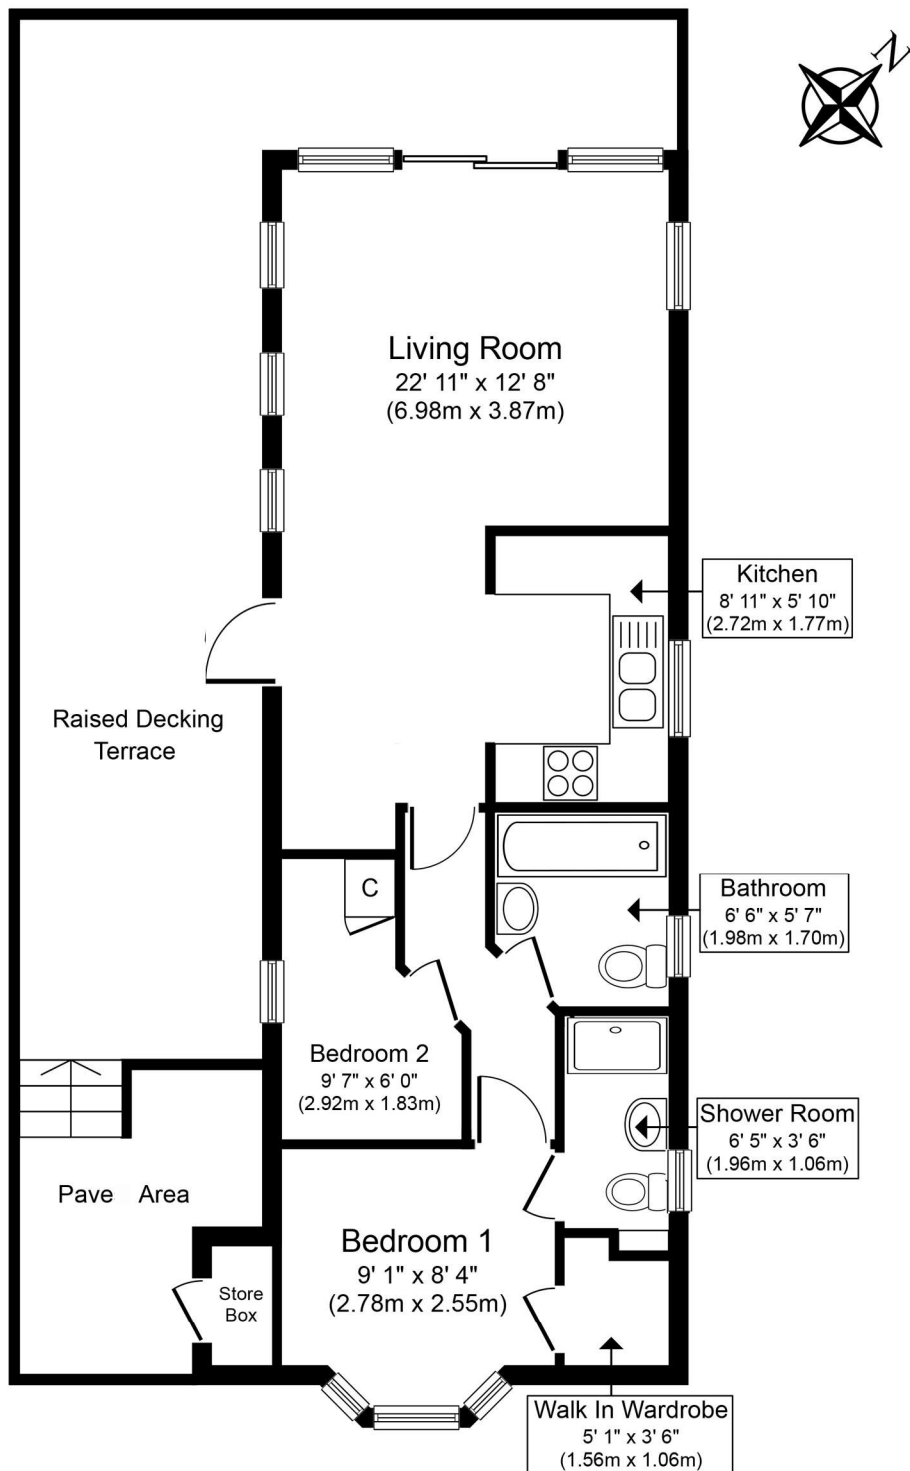 N
Living Room
22' 11" x 12' 8"
(6.98m x 3.87m)
Kitchen
8' 11" x 5' 10"
(2.72m x 1.77m)
Raised Decking
Terrace
C
Bathroom
6' 6" x 5' 7"
(1.98m x 1.70m)
Bedroom 2
9' 7" x 6' 0"
(2.92m x 1.83m)
Shower Room
6' 5" x 3' 6"
(1.96m x 1.06m)
Pave Area
Bedroom 1
9' 1" x 8' 4"
(2.78m x 2.55m)
Store
Box
Walk In Wardrobe
5' 1" x 3' 6"
(1.56m x 1.06m)